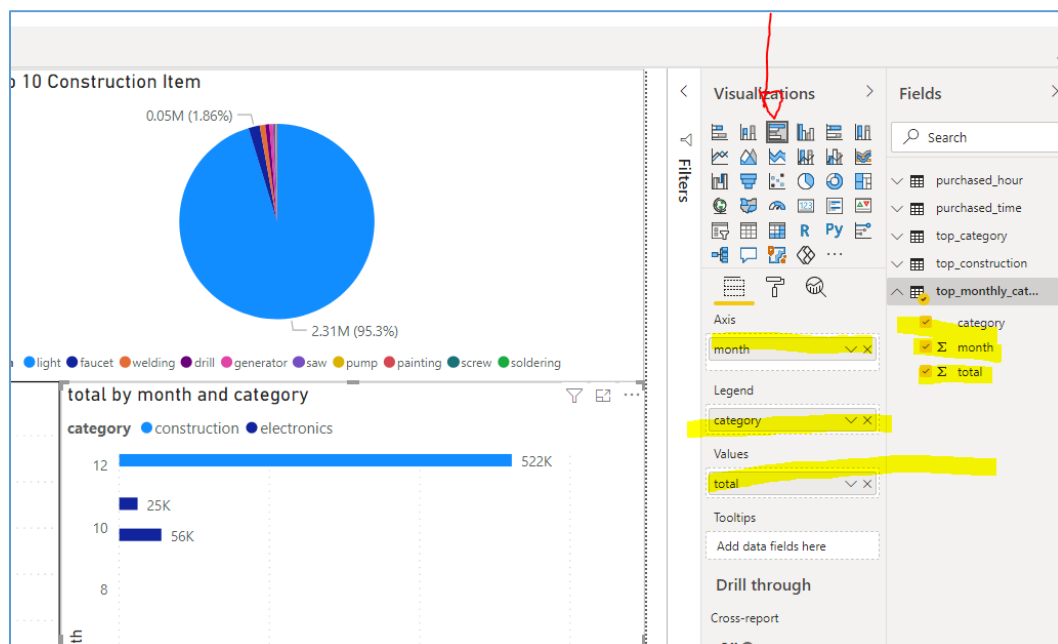 o 10 Construction Item
0.05M (1.86%)
2.31M (95.3%)
light faucet welding drill generator saw pump painting screw soldering
total by month and category
category construction electronics
12
522K
25K
10
56K
8
Filters
Visualizations
123
R Py
Axis
month
Legend
category
Values
total
Tooltips
Add data fields here
Drill through
Cross-report
Fields
Search
purchased_hour
purchased_time
top_category
top_construction
top_monthly_cat...
category
Σ month
Σ total